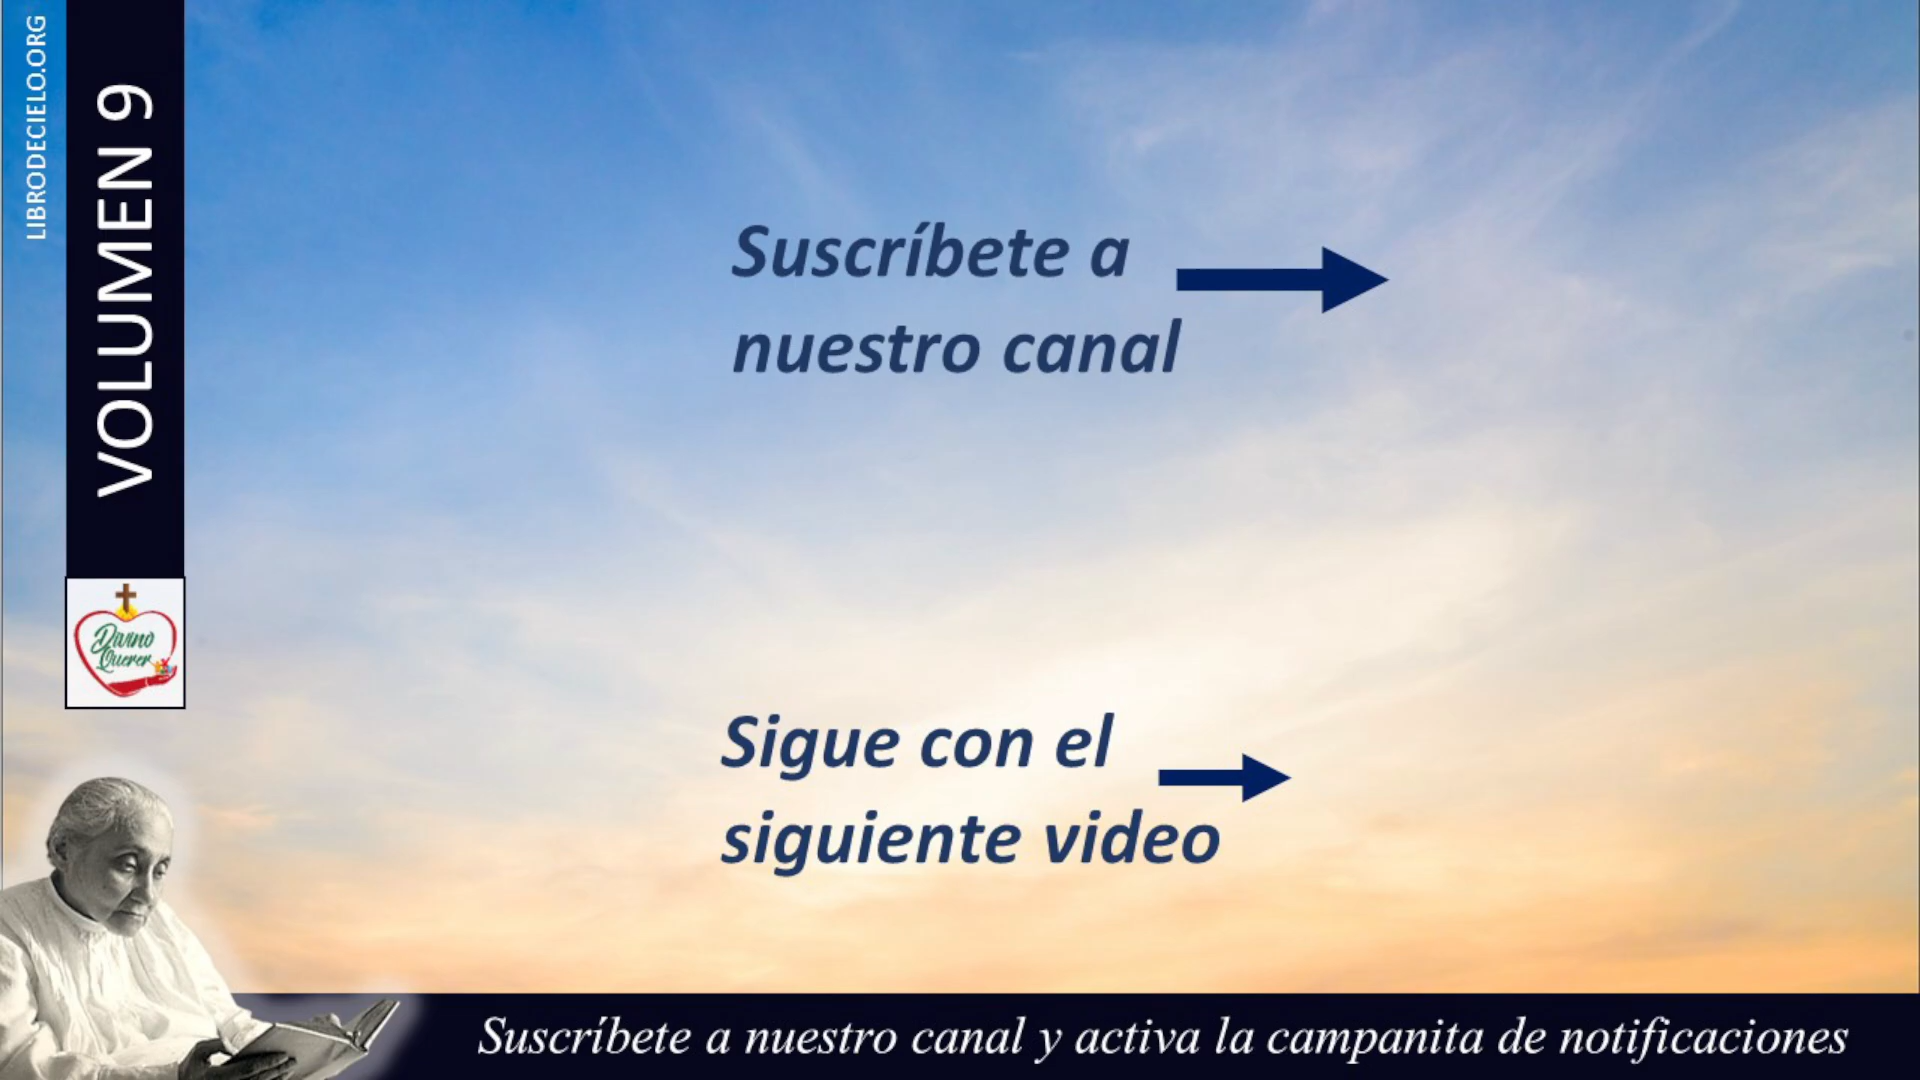 LIBRODECIELO.ORG
VOLUMEN 9
Divino
Querer
Suscríbete a
nuestro canal
Sigue con el
siguiente video
Suscríbete a nuestro canal y activa la campanita de notificaciones